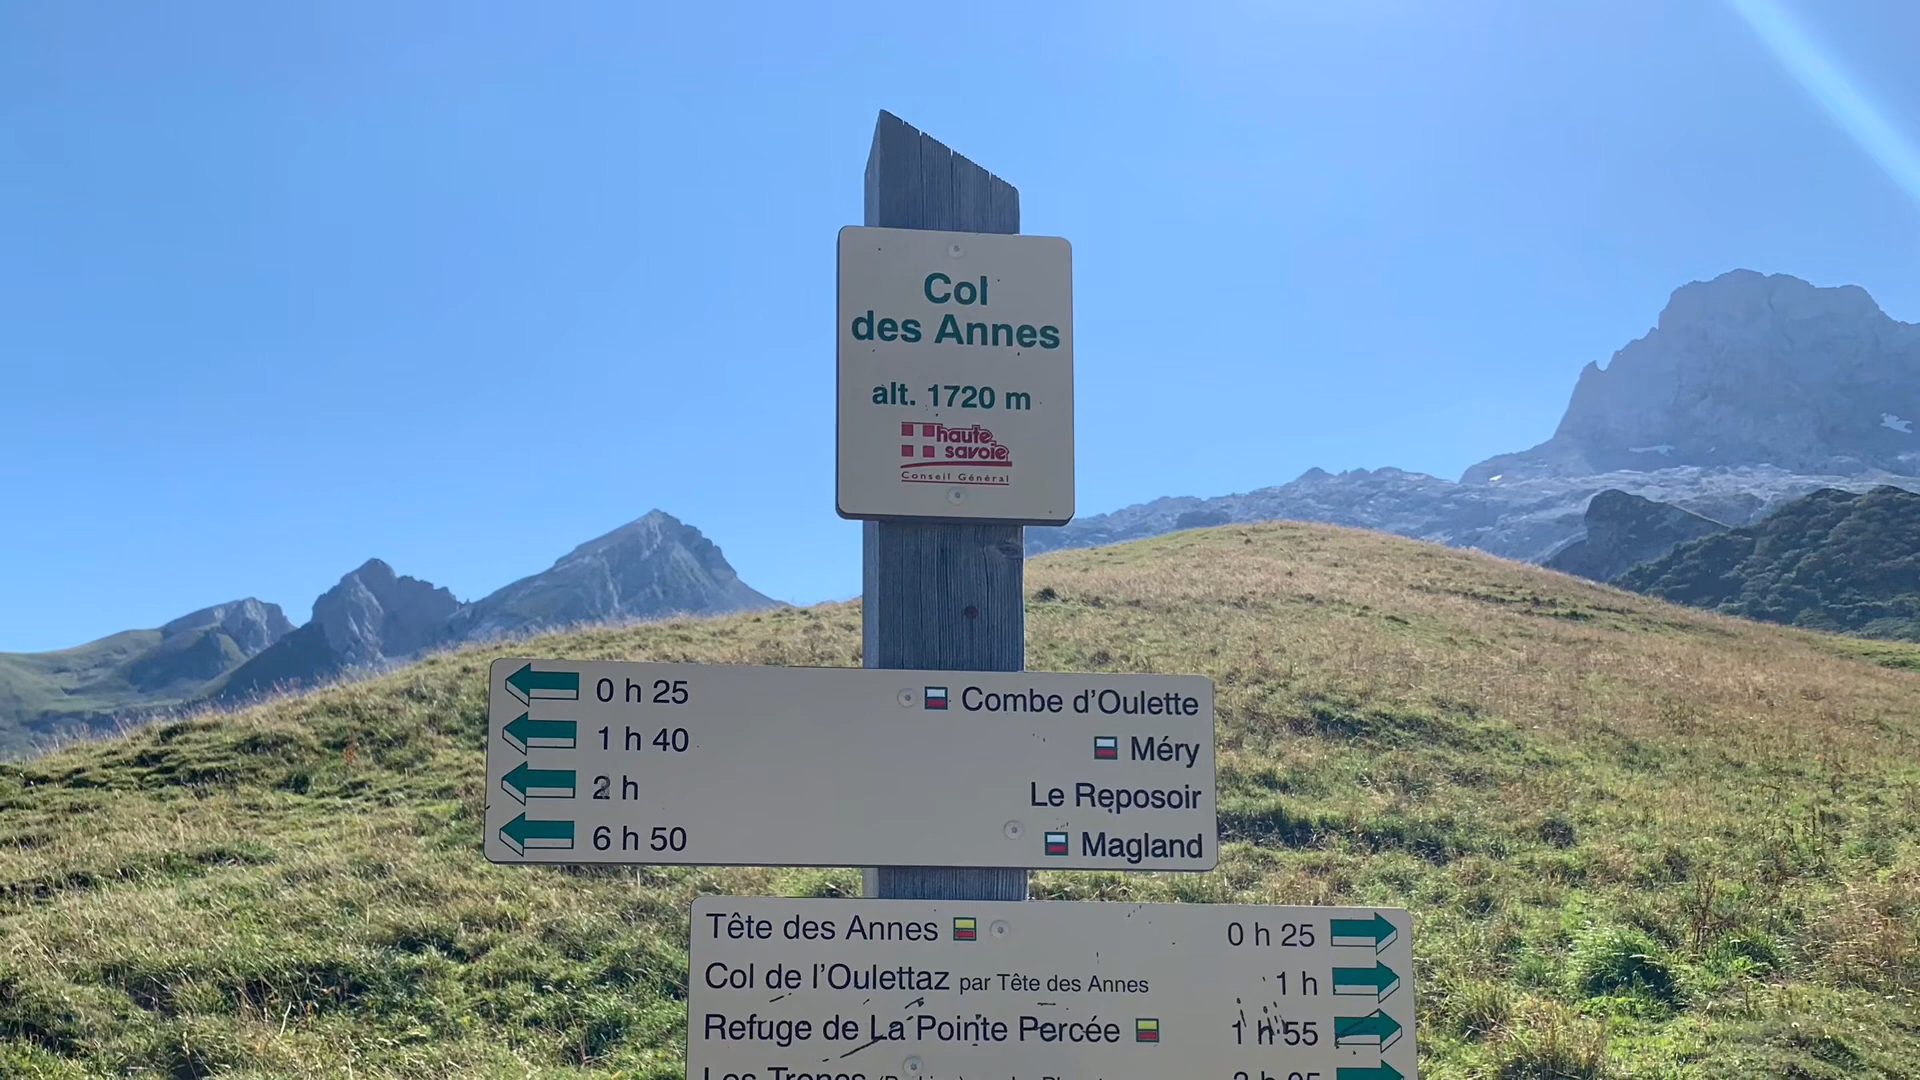 Col
des Annes
alt. 1720 m
haute
savoie
Conseil Général
0 h 25 Combe d'Oulette
1 h 40 Méry
2 h Le Reposoir
6 h 50 Magland
Tête des Annes 0 h 25
Col de l'Oulettaz par Tête des Annes 1 h
Refuge de La Pointe Percée 1 h 55